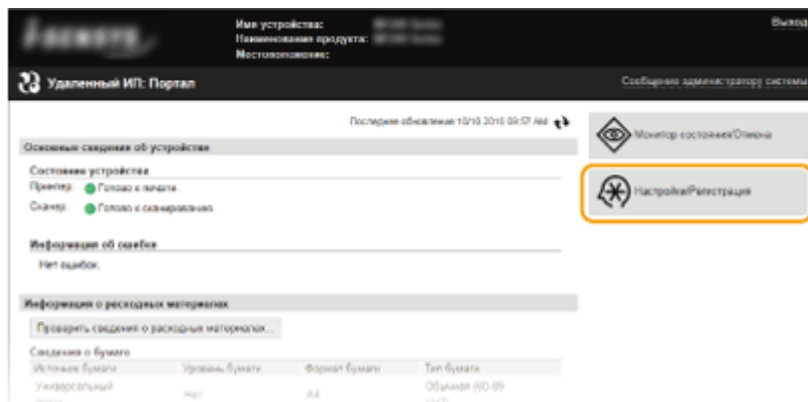 i-SENSYS
Имя устройства:
Наименование продукта:
Местоположение:
Выход
Удаленный ИП: Портал
Сообщение администратору системы
Последнее обновление:10/10 2016 09:57 AM
Основные сведения об устройстве
Состояние устройства
Принтер: Готово к печати.
Сканер: Готово к сканированию.
Информация об ошибке
Нет ошибок.
Информация о расходных материалах
Проверить сведения о расходных материалах...
Сведения о бумаге
Источник бумаги Уровень бумаги Формат бумаги Тип бумаги
Универсальный Нет A4 Обычная (60-89
Монитор состояния/Отмена
Настройки/Регистрация